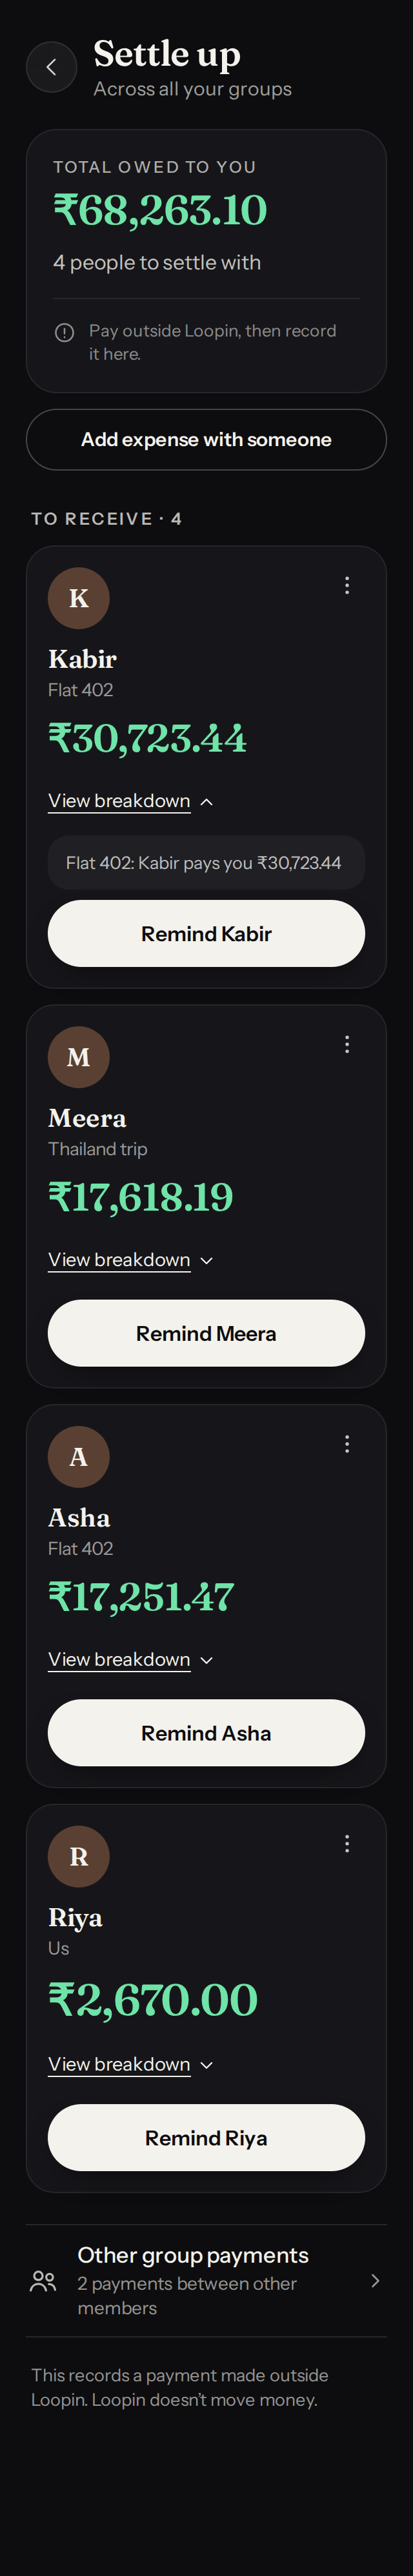 Settle up
Across all your groups
TOTAL OWED TO YOU
₹68,263.10
4 people to settle with
Pay outside Loopin, then record
it here.
Add expense with someone
TO RECEIVE · 4
K
Kabir
Flat 402
₹30,723.44
View breakdown
Flat 402: Kabir pays you ₹30,723.44
Remind Kabir
M
Meera
Thailand trip
₹17,618.19
View breakdown
Remind Meera
A
Asha
Flat 402
₹17,251.47
View breakdown
Remind Asha
R
Riya
Us
₹2,670.00
View breakdown
Remind Riya
Other group payments
2 payments between other
members
This records a payment made outside
Loopin. Loopin doesn’t move money.